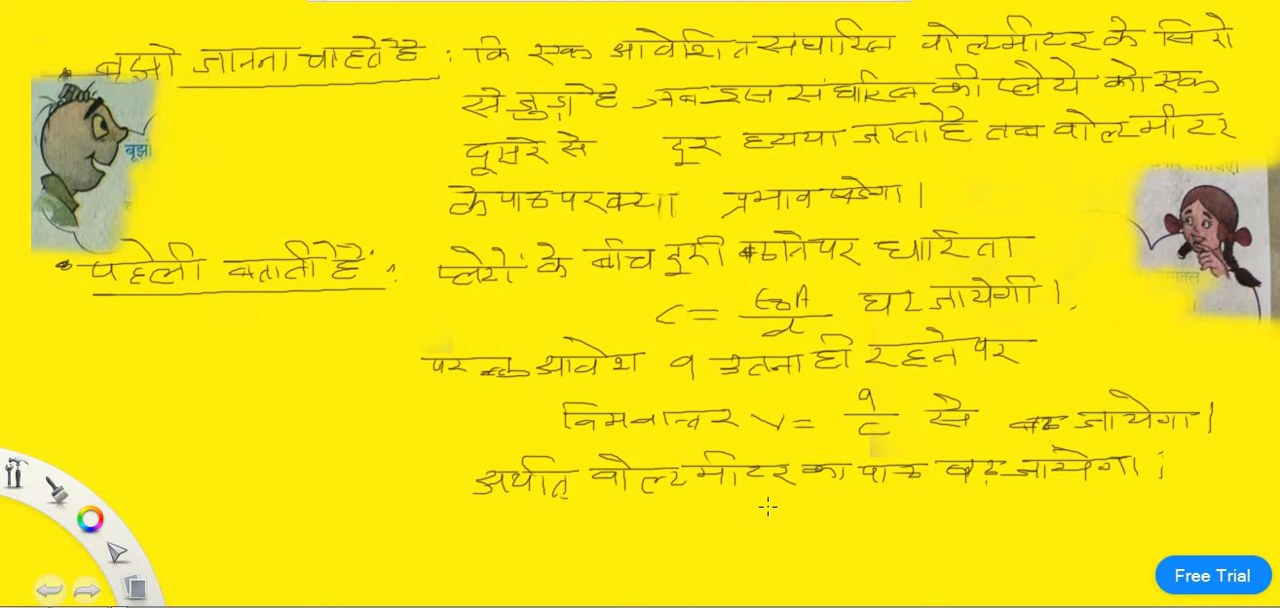 बूझो जानना चाहते है : कि एक आवेशित संधारित्र वोल्टमीटर के सिरो
से जुड़ा है जब इस संधारित्र की प्लेटो को एक
दूसरे से दूर हटाया जाता है तब वोल्टमीटर
के पाठ पर क्या प्रभाव पड़ेगा।
बूझो
पहेली बताती है : प्लेटों के बीच दूरी बढाने पर धारिता
C = ε₀A/d घट जायेगी।
पर आवेश q उतना ही रहने पर
विभवान्तर V = q/C से बढ जायेगा।
अर्थात् वोल्टमीटर का पाठ बढ़ जायेगा।
Free Trial